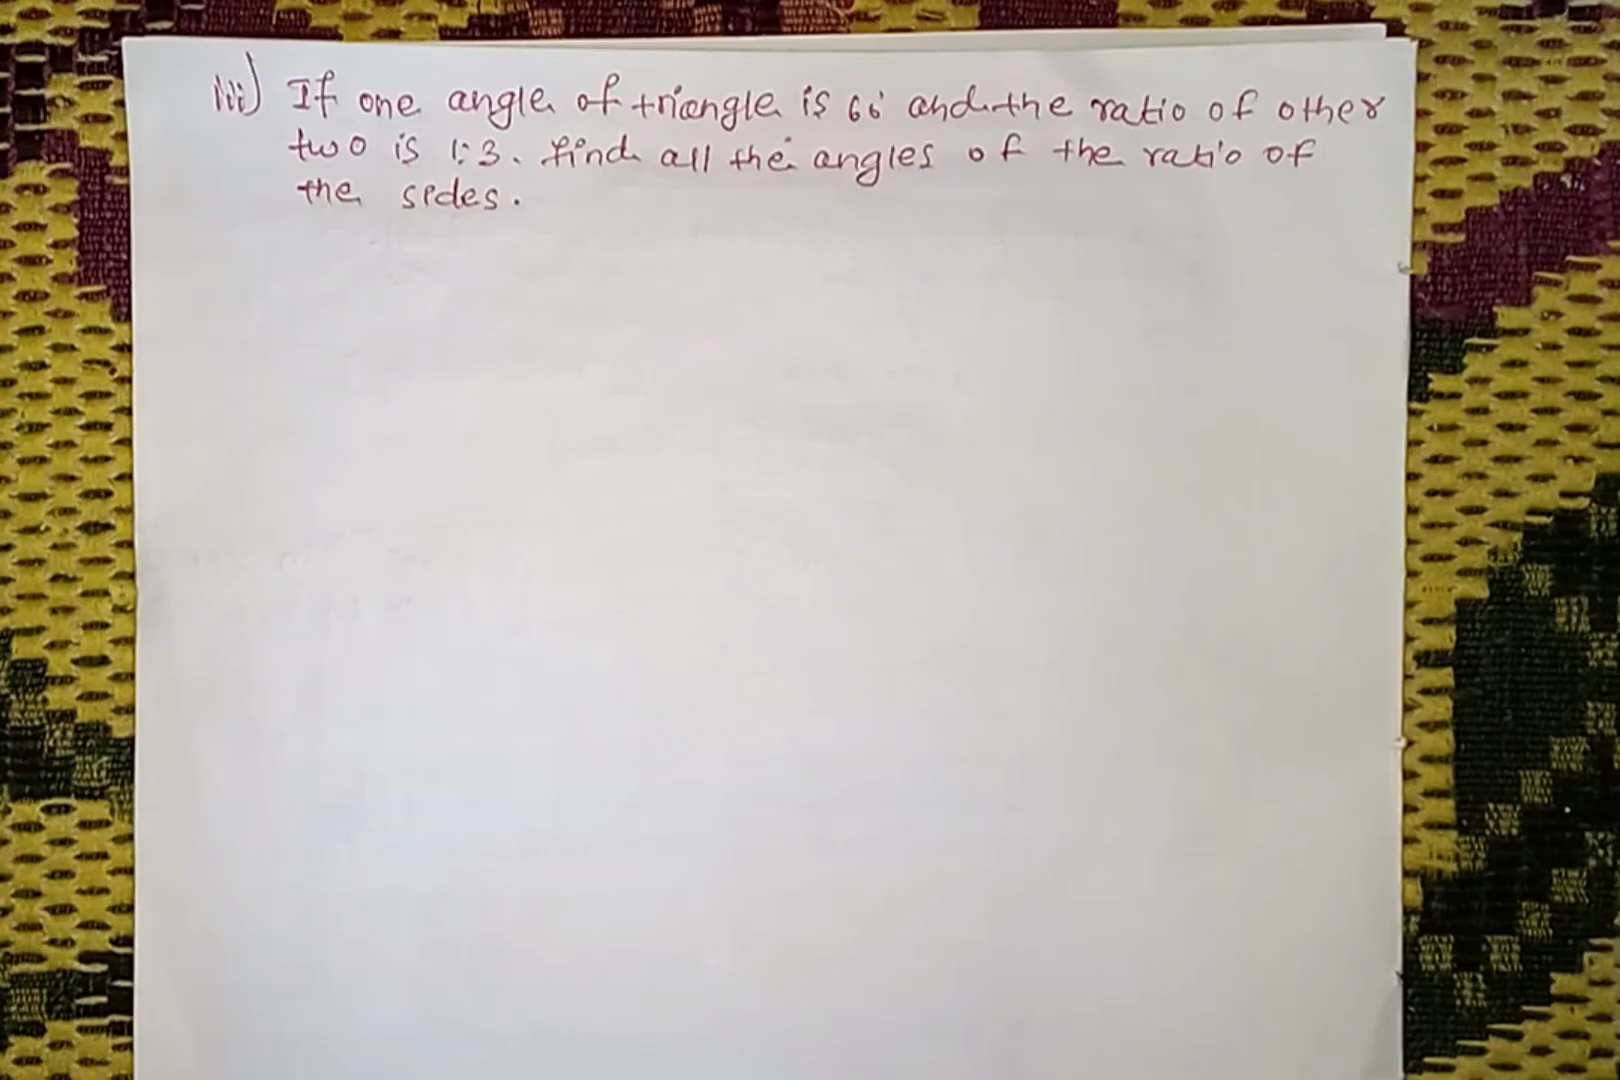 iii) If one angle of triangle is 60° and the ratio of other
two is 1:3. find all the angles of the ratio of
the sides.